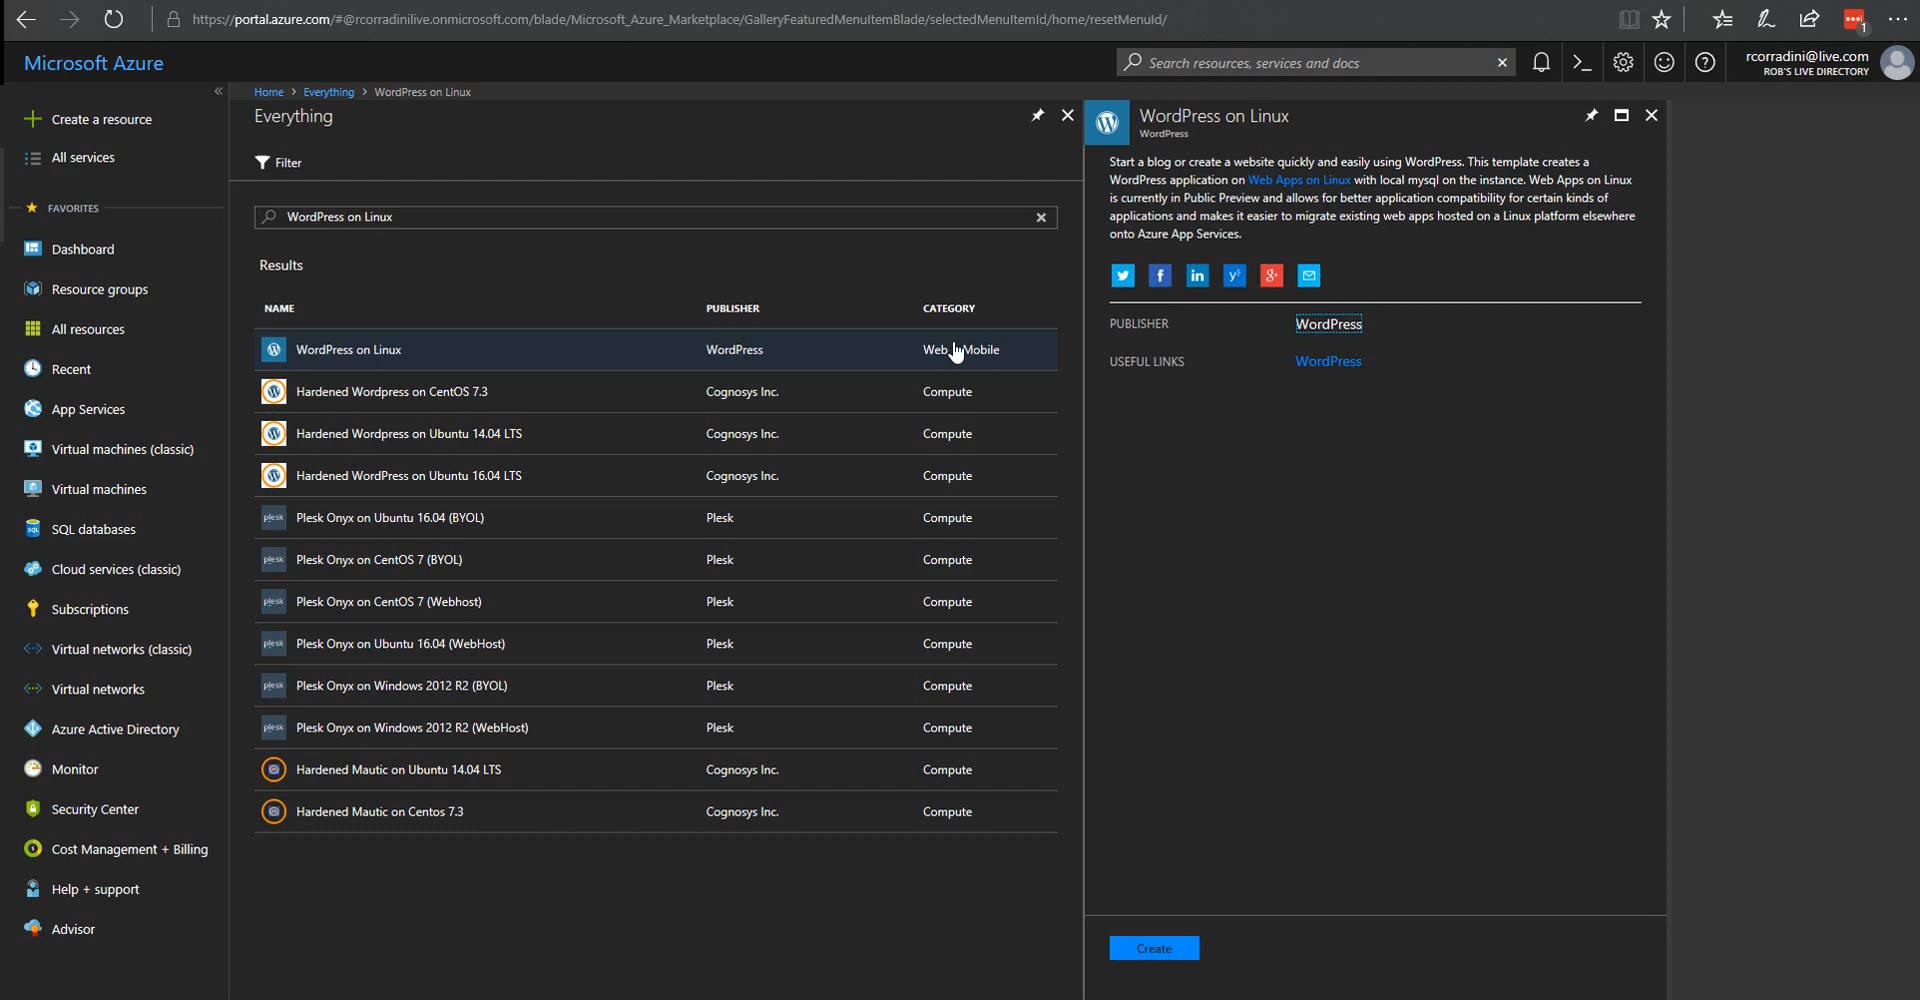 https://portal.azure.com/#@rcorradinilive.onmicrosoft.com/blade/Microsoft_Azure_Marketplace/GalleryFeaturedMenuItemBlade/selectedMenuItemId/home/resetMenuId/
1
Microsoft Azure
Search resources, services and docs
rcorradini@live.com
ROB'S LIVE DIRECTORY
Create a resource
All services
FAVORITES
Dashboard
Resource groups
All resources
Recent
App Services
Virtual machines (classic)
Virtual machines
SQL databases
Cloud services (classic)
Subscriptions
Virtual networks (classic)
Virtual networks
Azure Active Directory
Monitor
Security Center
Cost Management + Billing
Help + support
Advisor
Home > Everything > WordPress on Linux
Everything
Filter
WordPress on Linux
Results
NAME PUBLISHER CATEGORY
WordPress on Linux WordPress Web Mobile
Hardened Wordpress on CentOS 7.3 Cognosys Inc. Compute
Hardened Wordpress on Ubuntu 14.04 LTS Cognosys Inc. Compute
Hardened WordPress on Ubuntu 16.04 LTS Cognosys Inc. Compute
plesk Plesk Onyx on Ubuntu 16.04 (BYOL) Plesk Compute
plesk Plesk Onyx on CentOS 7 (BYOL) Plesk Compute
plesk Plesk Onyx on CentOS 7 (Webhost) Plesk Compute
plesk Plesk Onyx on Ubuntu 16.04 (WebHost) Plesk Compute
plesk Plesk Onyx on Windows 2012 R2 (BYOL) Plesk Compute
plesk Plesk Onyx on Windows 2012 R2 (WebHost) Plesk Compute
Hardened Mautic on Ubuntu 14.04 LTS Cognosys Inc. Compute
Hardened Mautic on Centos 7.3 Cognosys Inc. Compute
WordPress on Linux
WordPress
Start a blog or create a website quickly and easily using WordPress. This template creates a
WordPress application on Web Apps on Linux with local mysql on the instance. Web Apps on Linux
is currently in Public Preview and allows for better application compatibility for certain kinds of
applications and makes it easier to migrate existing web apps hosted on a Linux platform elsewhere
onto Azure App Services.
PUBLISHER WordPress
USEFUL LINKS WordPress
Create